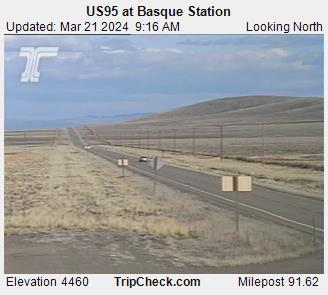 US95 at Basque Station
Updated: Mar 21 2024 9:16 AM Looking North
Elevation 4460 TripCheck.com Milepost 91.62